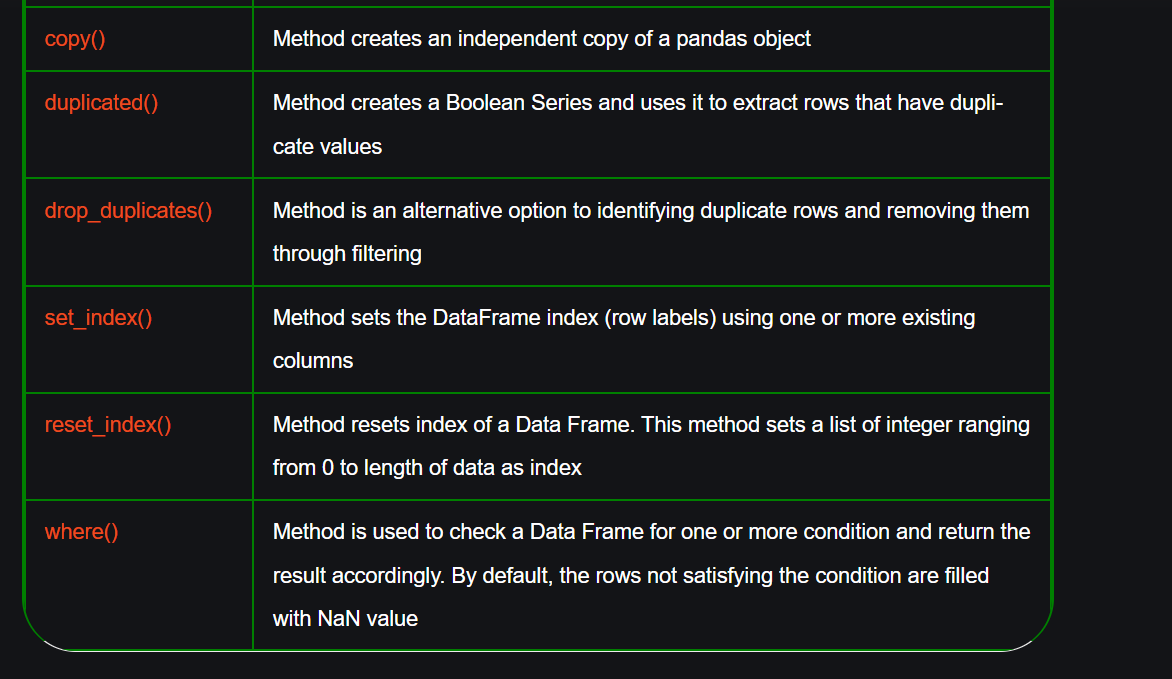 copy()
Method creates an independent copy of a pandas object
duplicated()
Method creates a Boolean Series and uses it to extract rows that have dupli-
cate values
drop_duplicates()
Method is an alternative option to identifying duplicate rows and removing them
through filtering
set_index()
Method sets the DataFrame index (row labels) using one or more existing
columns
reset_index()
Method resets index of a Data Frame. This method sets a list of integer ranging
from 0 to length of data as index
where()
Method is used to check a Data Frame for one or more condition and return the
result accordingly. By default, the rows not satisfying the condition are filled
with NaN value